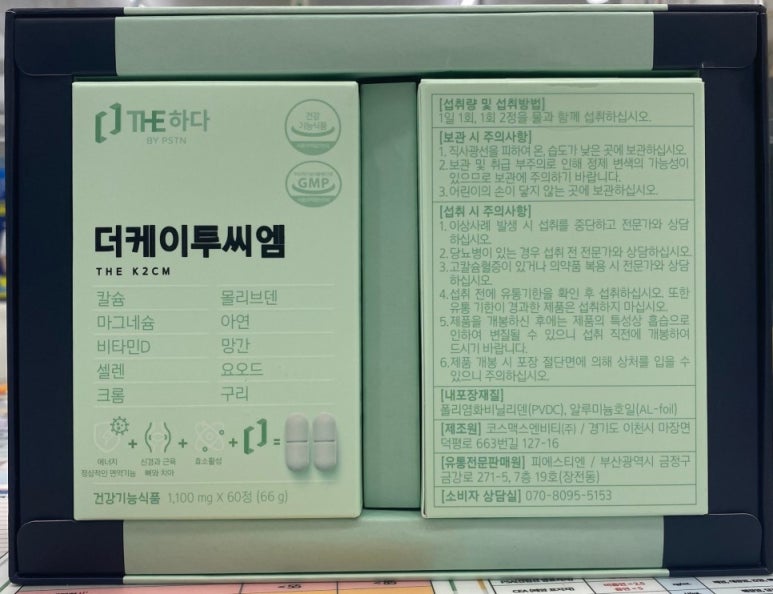 THE하다
BY PSTN
건강
기능식품
GMP
더케이투씨엠
THE K2CM
칼슘 몰리브덴
마그네슘 아연
비타민D 망간
셀렌 요오드
크롬 구리
+ + + =
에너지
정상적인 면역기능
신경과 근육
뼈와 치아
효소활성
건강기능식품 1,100 mg X 60정 (66 g)
[섭취량 및 섭취방법]
1일 1회, 1회 2정을 물과 함께 섭취하십시오.
[보관 시 주의사항]
1. 직사광선을 피하여 온, 습도가 낮은 곳에 보관하십시오.
2. 보관 및 취급 부주의로 인해 정제 변색의 가능성이
있으므로 보관에 주의하기 바랍니다.
3. 어린이의 손이 닿지 않는 곳에 보관하십시오.
[섭취 시 주의사항]
1. 이상사례 발생 시 섭취를 중단하고 전문가와 상담
하십시오.
2. 당뇨병이 있는 경우 섭취 전 전문가와 상담하십시오.
3. 고칼슘혈증이 있거나 의약품 복용 시 전문가와 상담
하십시오.
4. 섭취 전에 유통기한을 확인 후 섭취하십시오. 또한
유통 기한이 경과한 제품은 섭취하지 마십시오.
5. 제품을 개봉하신 후에는 제품의 특성상 흡습으로
인하여 변질될 수 있으니 섭취 직전에 개봉하여
드시기 바랍니다.
6. 제품 개봉 시 포장 절단면에 의해 상처를 입을 수
있으니 주의하십시오.
[내포장재질]
폴리염화비닐리덴(PVDC), 알루미늄호일(AL-foil)
[제조원] 코스맥스엔비티(주) / 경기도 이천시 마장면
덕평로 663번길 127-16
[유통전문판매원] 피에스티엔 / 부산광역시 금정구
금강로 271-5, 7층 19호(장전동)
[소비자 상담실] 070-8095-5153